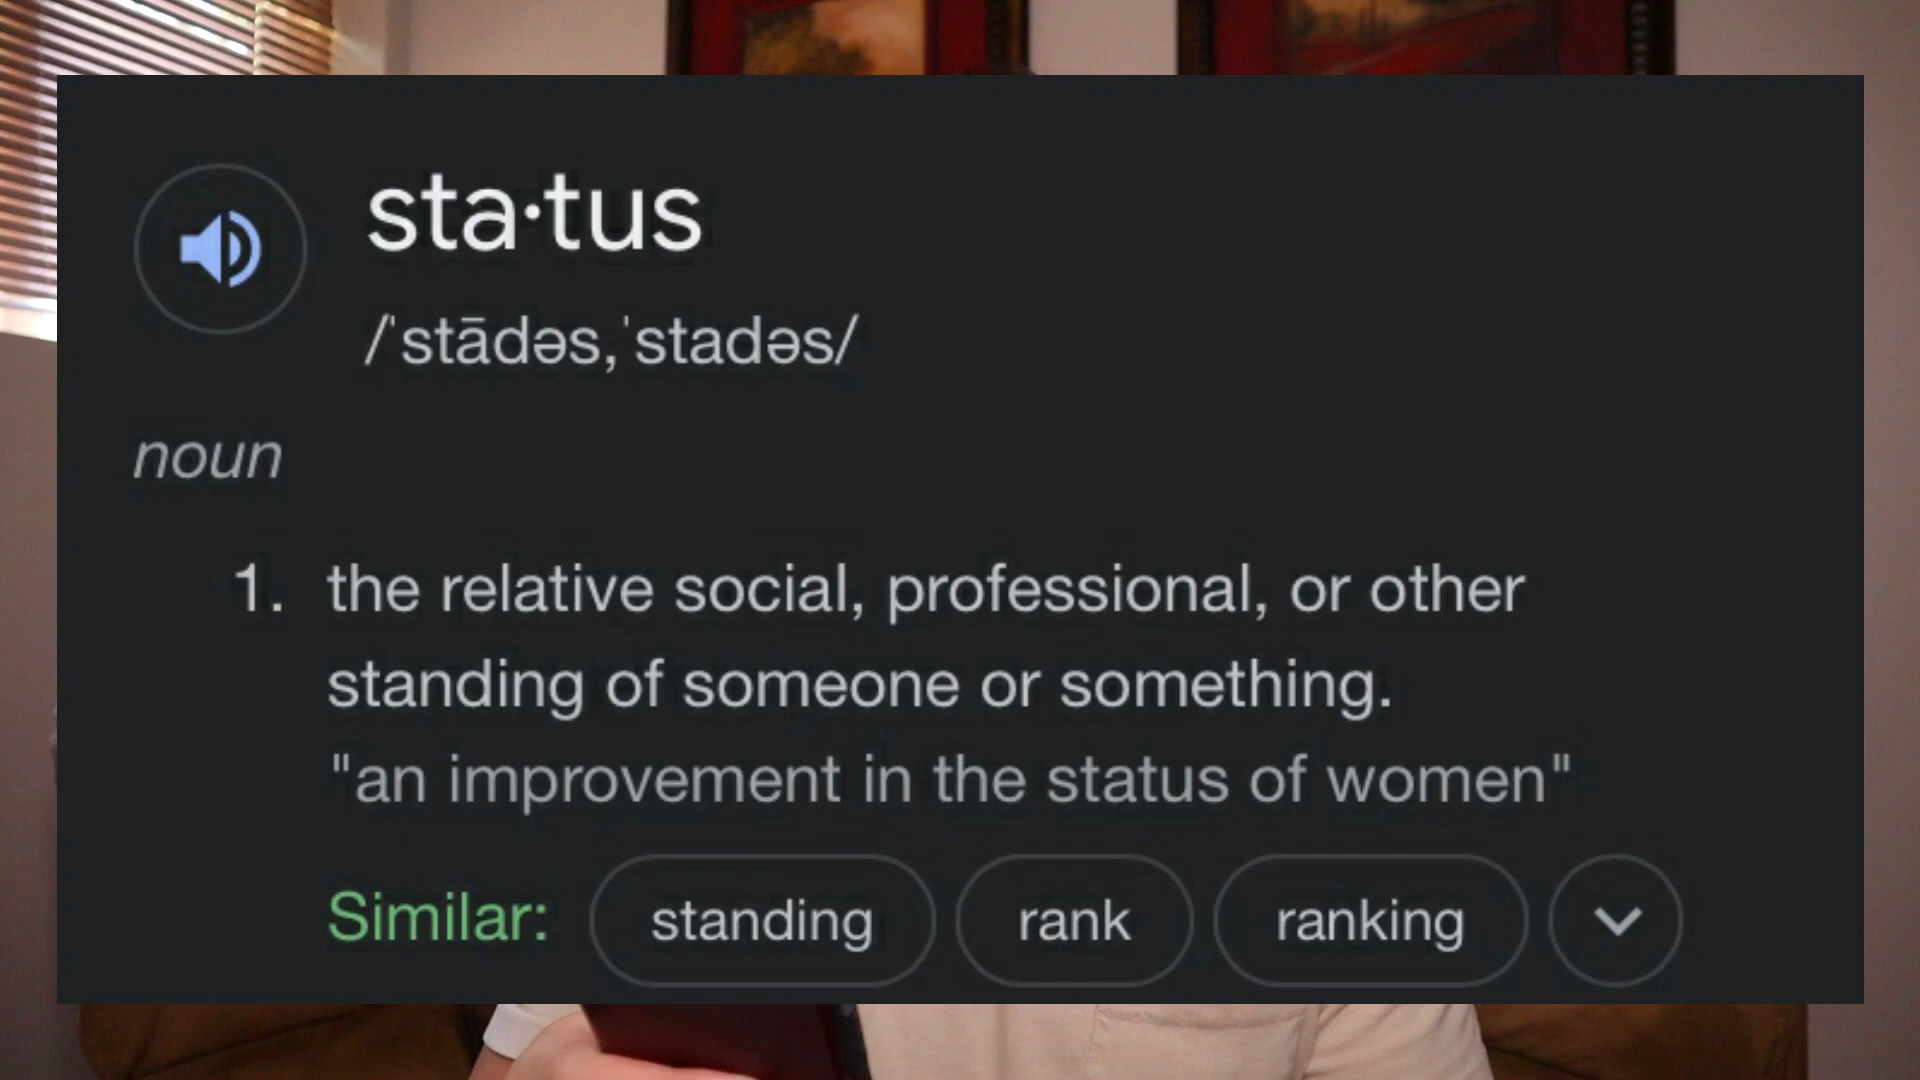 sta·tus
/ˈstādəs,ˈstadəs/
noun
1. the relative social, professional, or other
standing of someone or something.
"an improvement in the status of women"
Similar: standing rank ranking